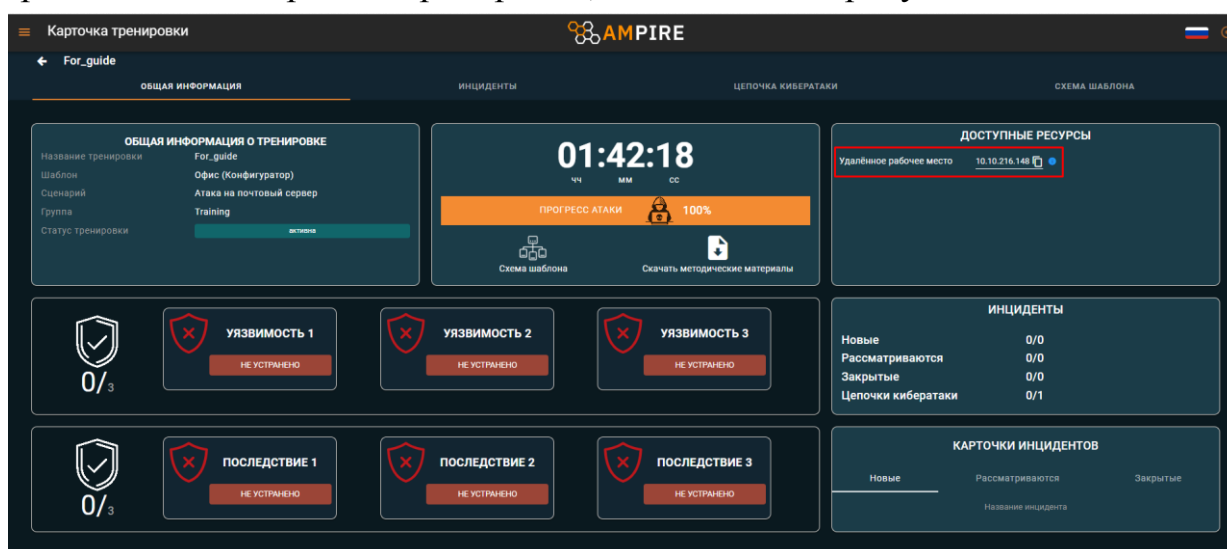 Карточка тренировки
AMPIRE
For_guide
ОБЩАЯ ИНФОРМАЦИЯ
ИНЦИДЕНТЫ
ЦЕПОЧКА КИБЕРАТАКИ
СХЕМА ШАБЛОНА
ОБЩАЯ ИНФОРМАЦИЯ О ТРЕНИРОВКЕ
Название тренировки For_guide
Шаблон Офис (Конфигуратор)
Сценарий Атака на почтовый сервер
Группа Training
Статус тренировки активна
01:42:18
чч мм сс
ПРОГРЕСС АТАКИ 100%
Схема шаблона
Скачать методические материалы
ДОСТУПНЫЕ РЕСУРСЫ
Удалённое рабочее место 10.10.216.148
0/3
УЯЗВИМОСТЬ 1
НЕ УСТРАНЕНО
УЯЗВИМОСТЬ 2
НЕ УСТРАНЕНО
УЯЗВИМОСТЬ 3
НЕ УСТРАНЕНО
ИНЦИДЕНТЫ
Новые 0/0
Рассматриваются 0/0
Закрытые 0/0
Цепочки кибератаки 0/1
0/3
ПОСЛЕДСТВИЕ 1
НЕ УСТРАНЕНО
ПОСЛЕДСТВИЕ 2
НЕ УСТРАНЕНО
ПОСЛЕДСТВИЕ 3
НЕ УСТРАНЕНО
КАРТОЧКИ ИНЦИДЕНТОВ
Новые Рассматриваются Закрытые
Название инцидента